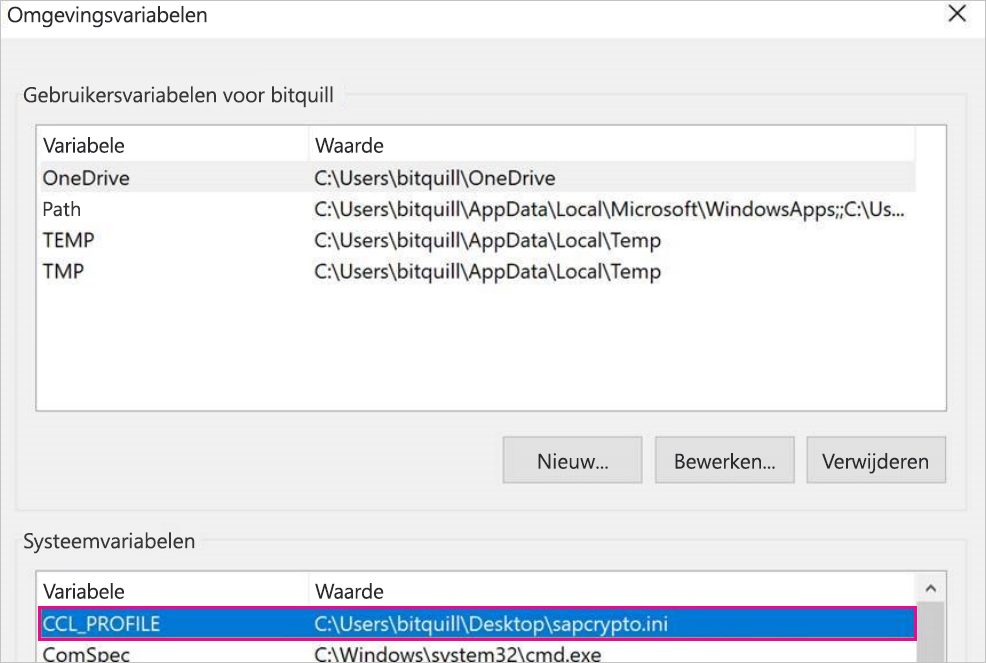 Omgevingsvariabelen
Gebruikersvariabelen voor bitquill
Variabele Waarde
OneDrive C:\Users\bitquill\OneDrive
Path C:\Users\bitquill\AppData\Local\Microsoft\WindowsApps;;C:\Us...
TEMP C:\Users\bitquill\AppData\Local\Temp
TMP C:\Users\bitquill\AppData\Local\Temp
Nieuw... Bewerken... Verwijderen
Systeemvariabelen
Variabele Waarde
CCL_PROFILE C:\Users\bitquill\Desktop\sapcrypto.ini
ComSpec C:\Windows\system32\cmd.exe